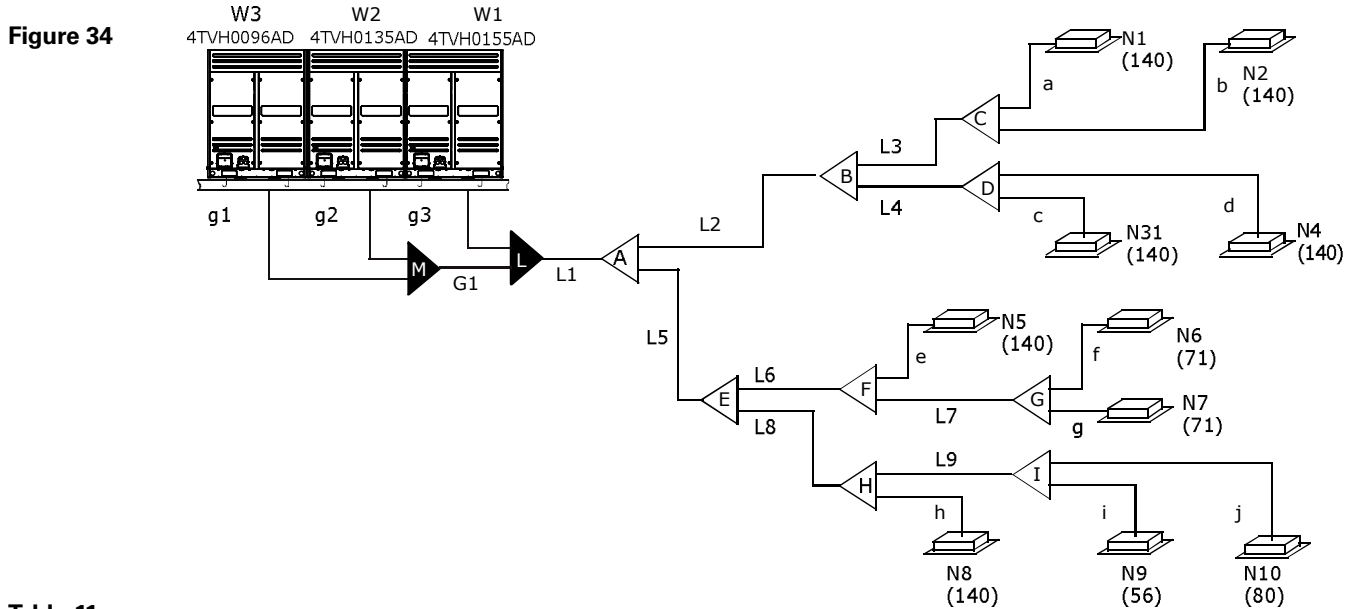 Figure 34
W3 W2 W1
4TVH0096AD 4TVH0135AD 4TVH0155AD
g1 g2 g3
M
G1
L
L1
A
L2
B
L3
L4
C
a
N1
(140)
b
N2
(140)
D
c
N31
(140)
d
N4
(140)
L5
E
L6
F
e
N5
(140)
L7
G
f
N6
(71)
g
N7
(71)
L8
H
L9
I
h
N8
(140)
i
N9
(56)
j
N10
(80)